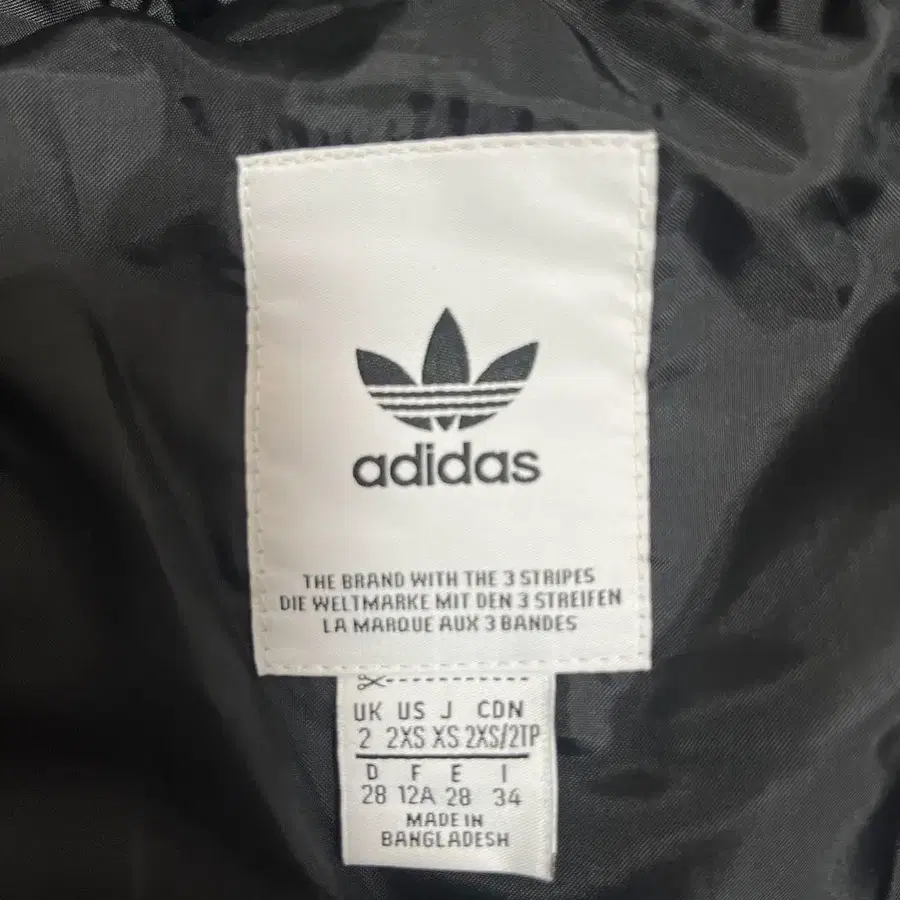 adidas
THE BRAND WITH THE 3 STRIPES
DIE WELTMARKE MIT DEN 3 STREIFEN
LA MARQUE AUX 3 BANDES
UK US J CDN
2 2XS XS 2XS/2TP
D F E I
28 12A 28 34
MADE IN
BANGLADESH